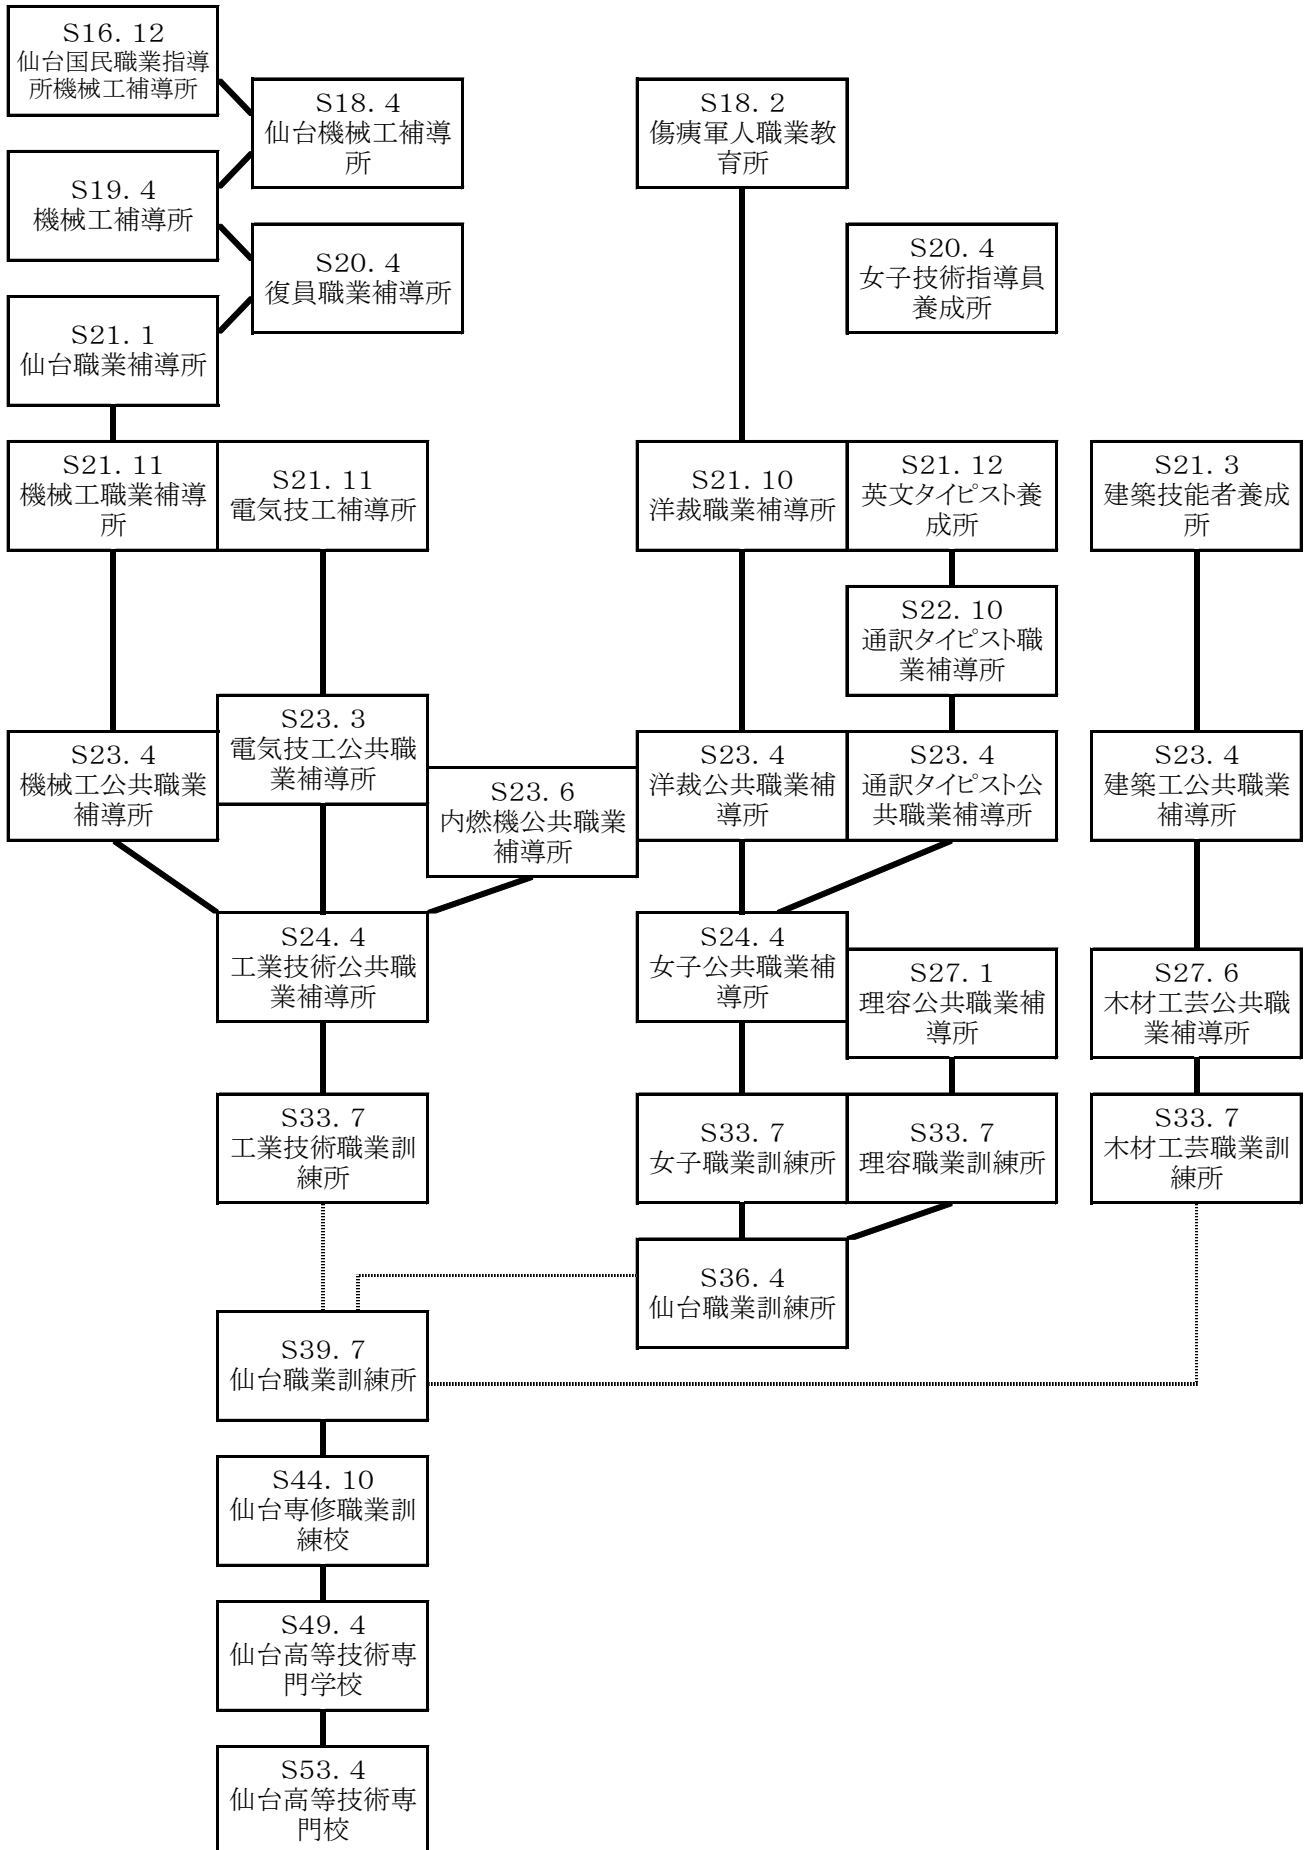 S16．12
仙台国民職業指導
所機械工補導所
S18．4
仙台機械工補導
所
S18．2
傷痍軍人職業教
育所
S19．4
機械工補導所
S20．4
復員職業補導所
S20．4
女子技術指導員
養成所
S21．1
仙台職業補導所
S21．11
機械工職業補導
所
S21．11
電気技工補導所
S21．10
洋裁職業補導所
S21．12
英文タイピスト養
成所
S21．3
建築技能者養成
所
S22．10
通訳タイピスト職
業補導所
S23．4
機械工公共職業
補導所
S23．3
電気技工公共職
業補導所
S23．6
内燃機公共職業
補導所
S23．4
洋裁公共職業補
導所
S23．4
通訳タイピスト公
共職業補導所
S23．4
建築工公共職業
補導所
S24．4
工業技術公共職
業補導所
S24．4
女子公共職業補
導所
S27．1
理容公共職業補
導所
S27．6
木材工芸公共職
業補導所
S33．7
工業技術職業訓
練所
S33．7
女子職業訓練所
S33．7
理容職業訓練所
S33．7
木材工芸職業訓
練所
S36．4
仙台職業訓練所
S39．7
仙台職業訓練所
S44．10
仙台専修職業訓
練校
S49．4
仙台高等技術専
門学校
S53．4
仙台高等技術専
門校